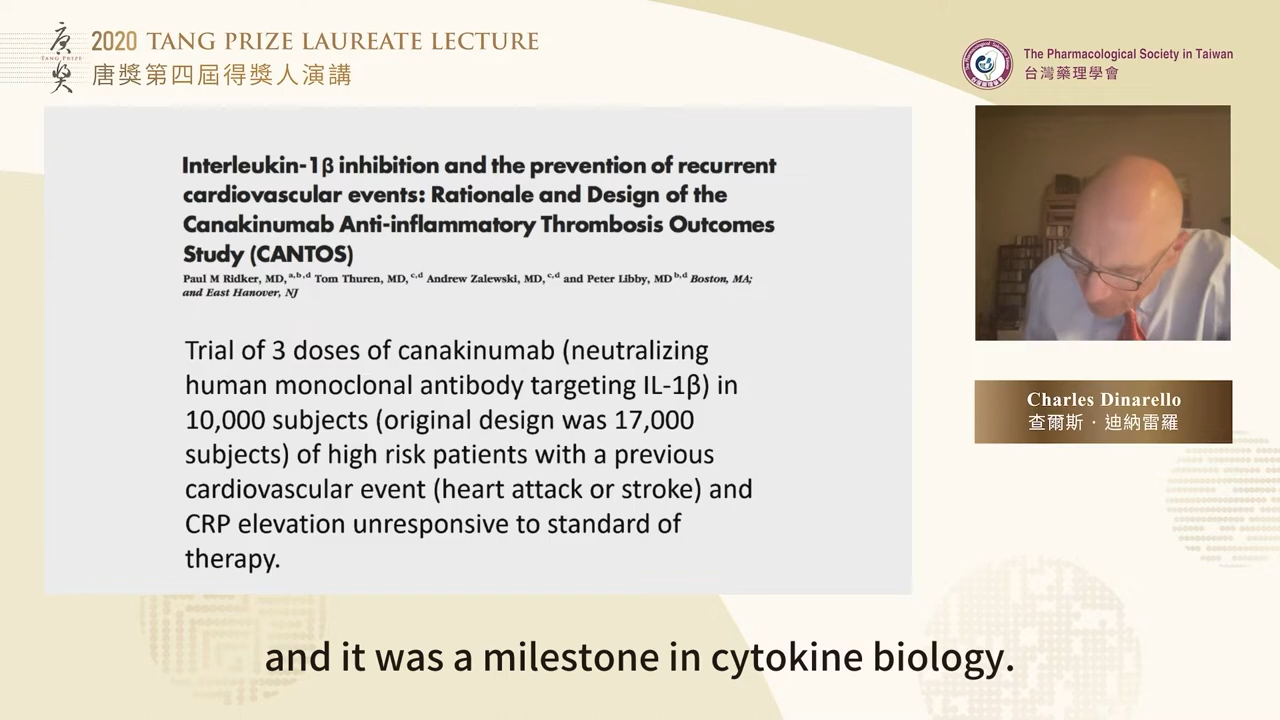 唐
TANG PRIZE
奖
2020 TANG PRIZE LAUREATE LECTURE
唐獎第四屆得獎人演講
The Pharmacological Society in Taiwan
台灣藥理學會
Interleukin-1β inhibition and the prevention of recurrent
cardiovascular events: Rationale and Design of the
Canakinumab Anti-inflammatory Thrombosis Outcomes
Study (CANTOS)
Paul M Ridker, MD,a,b,d Tom Thuren, MD,c,d Andrew Zalewski, MD,c,d and Peter Libby, MDb,d Boston, MA;
and East Hanover, NJ
Trial of 3 doses of canakinumab (neutralizing
human monoclonal antibody targeting IL-1β) in
10,000 subjects (original design was 17,000
subjects) of high risk patients with a previous
cardiovascular event (heart attack or stroke) and
CRP elevation unresponsive to standard of
therapy.
Charles Dinarello
查爾斯・迪納雷羅
and it was a milestone in cytokine biology.